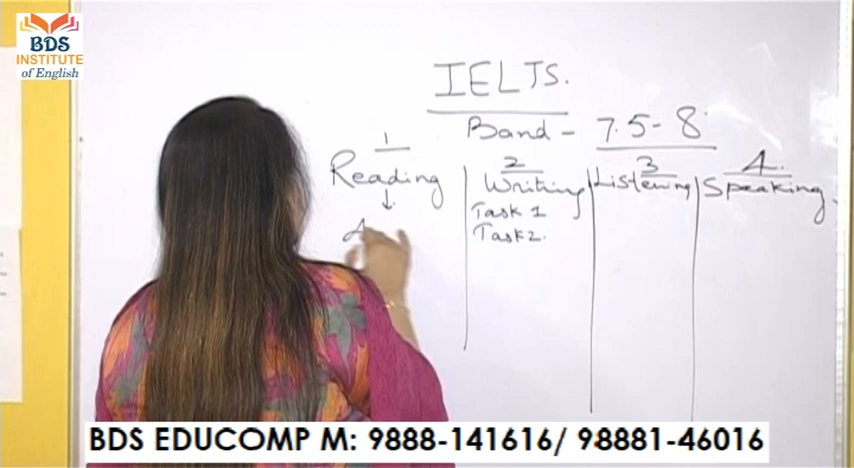 BDS
INSTITUTE
of English
IELTS.
Band - 7.5 - 8
1
Reading
↓
A
2
Writing
Task 1
Task 2.
3
Listening
4.
Speaking.
BDS EDUCOMP M: 9888-141616/ 98881-46016